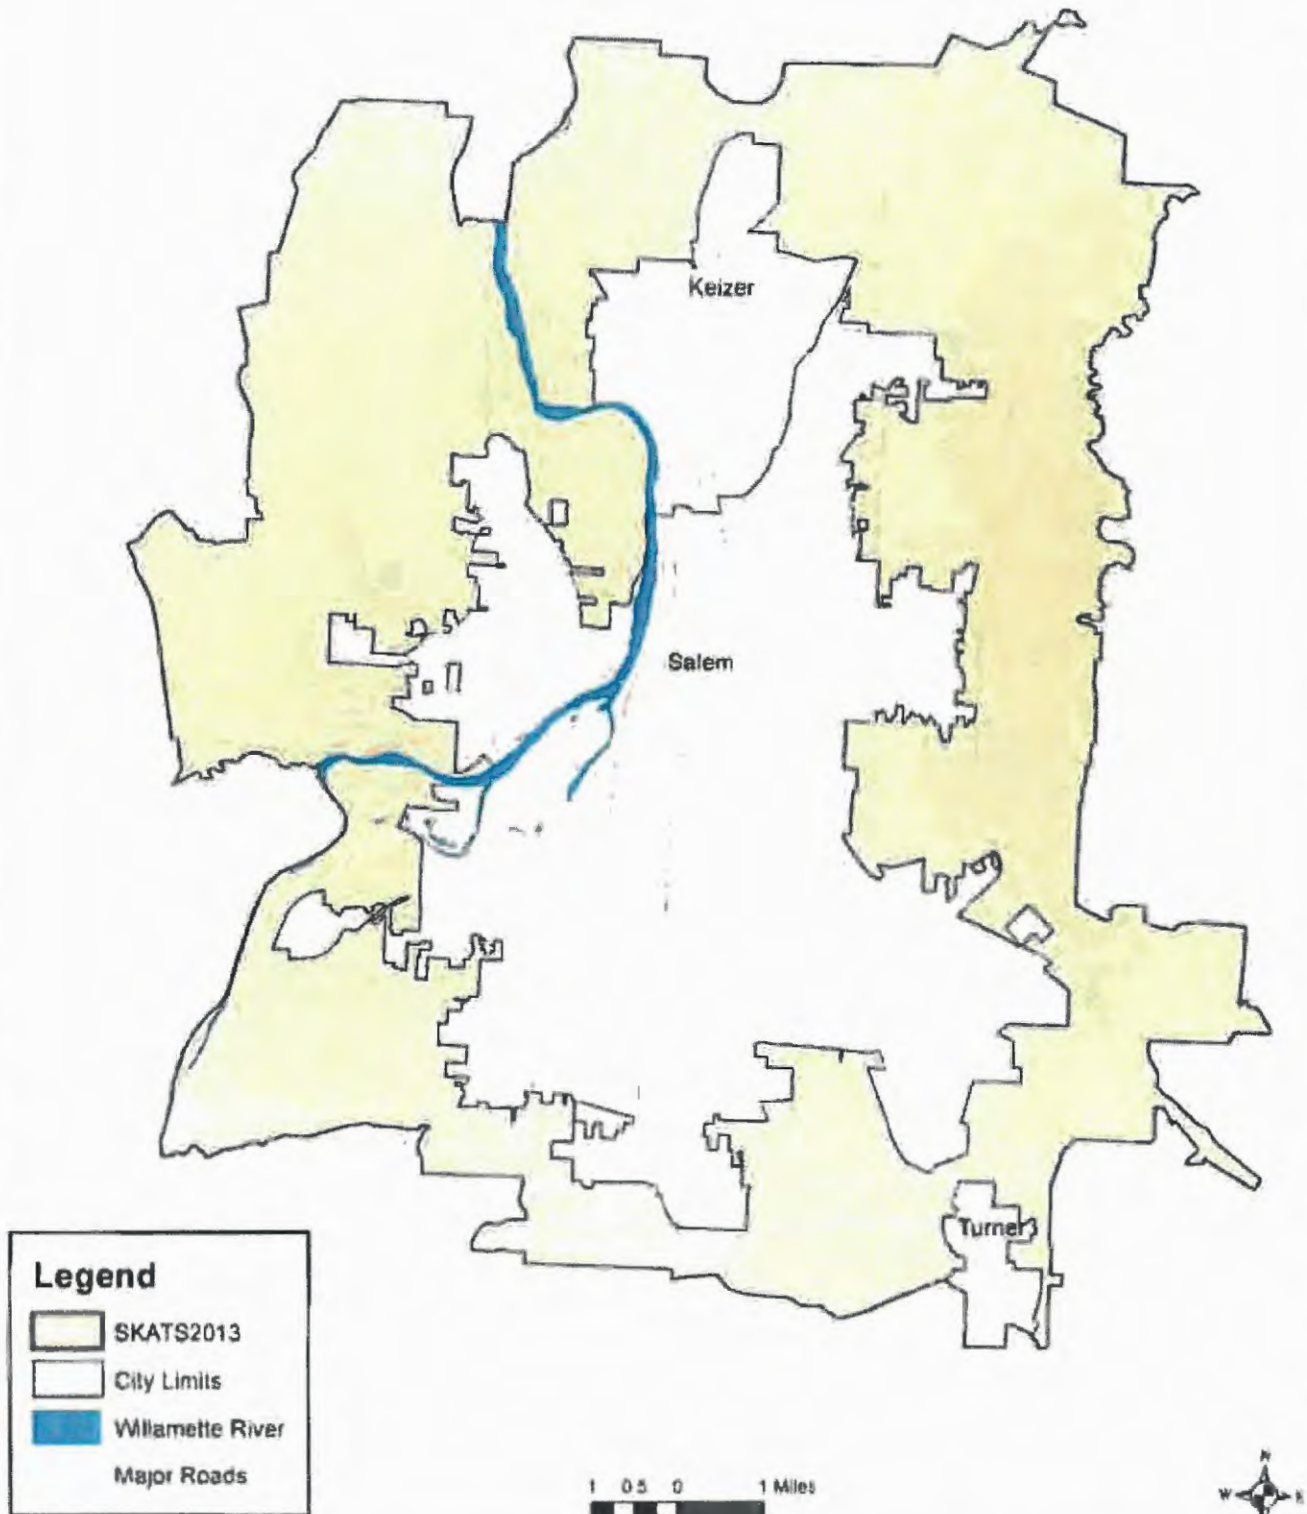 Keizer
Salem
Turner
Legend
SKATS2013
City Limits
Willamette River
Major Roads
1 0.5 0 1 Miles
N
W E